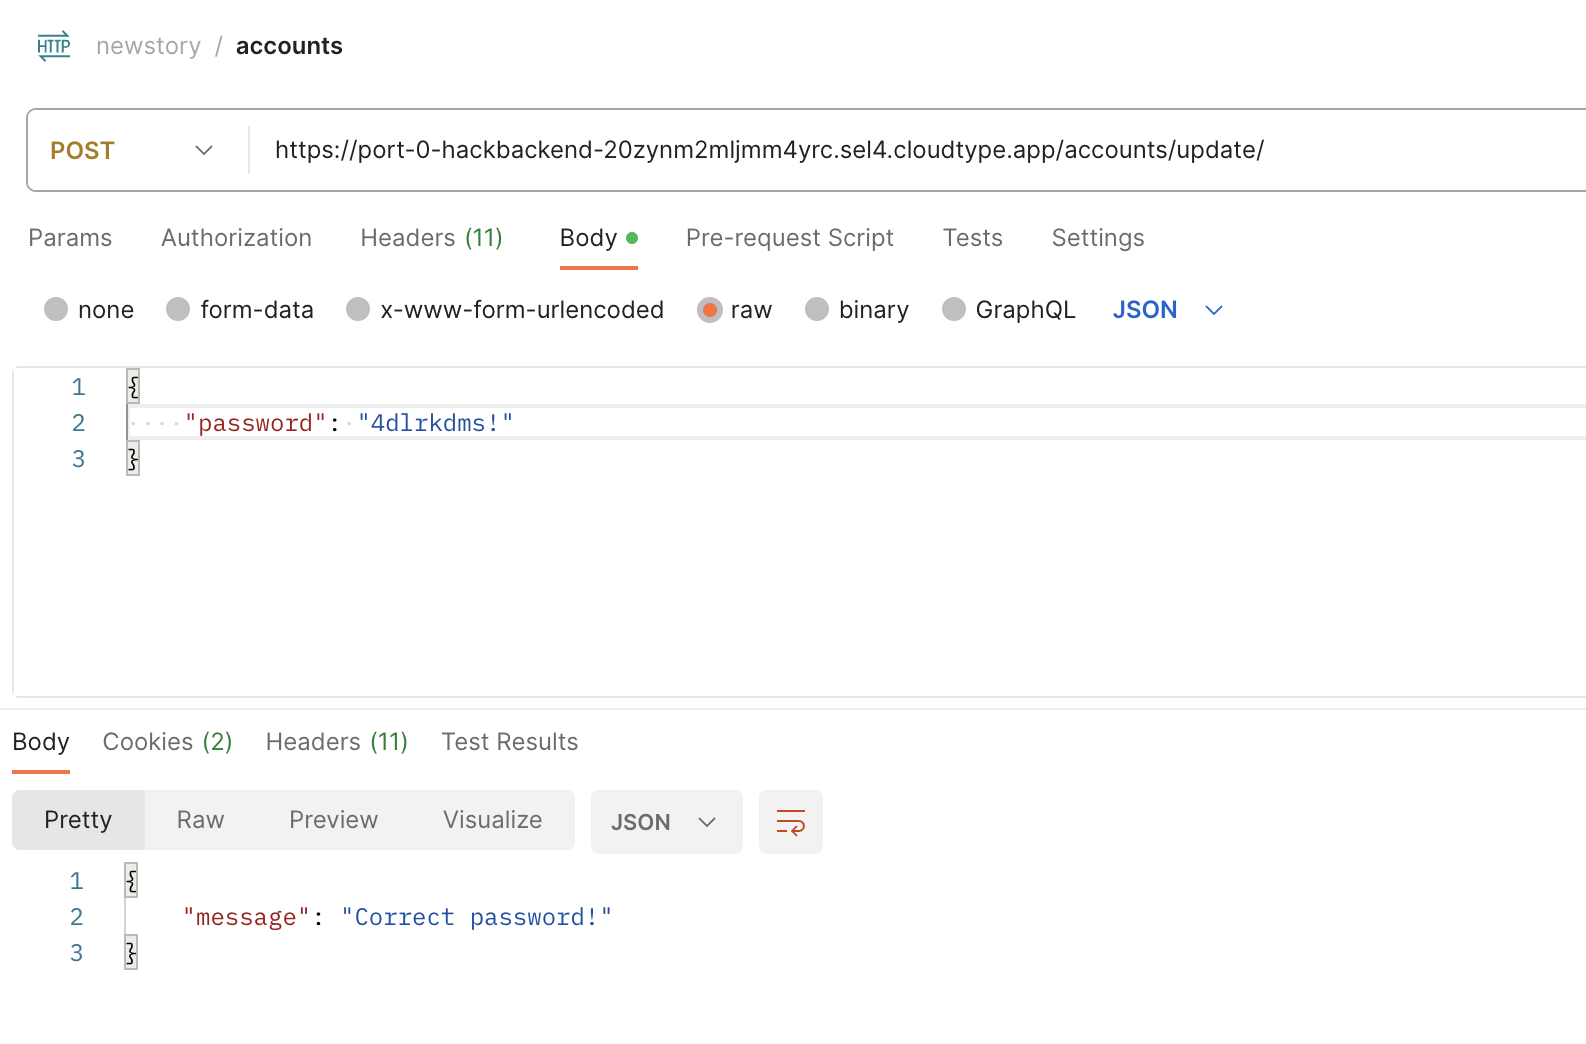 HTTP newstory / accounts
POST https://port-0-hackbackend-20zynm2mljmm4yrc.sel4.cloudtype.app/accounts/update/
Params Authorization Headers (11) Body Pre-request Script Tests Settings
none form-data x-www-form-urlencoded raw binary GraphQL JSON
1 {
2 "password": "4dlrkdms!"
3 }
Body Cookies (2) Headers (11) Test Results
Pretty Raw Preview Visualize JSON
1 {
2 "message": "Correct password!"
3 }